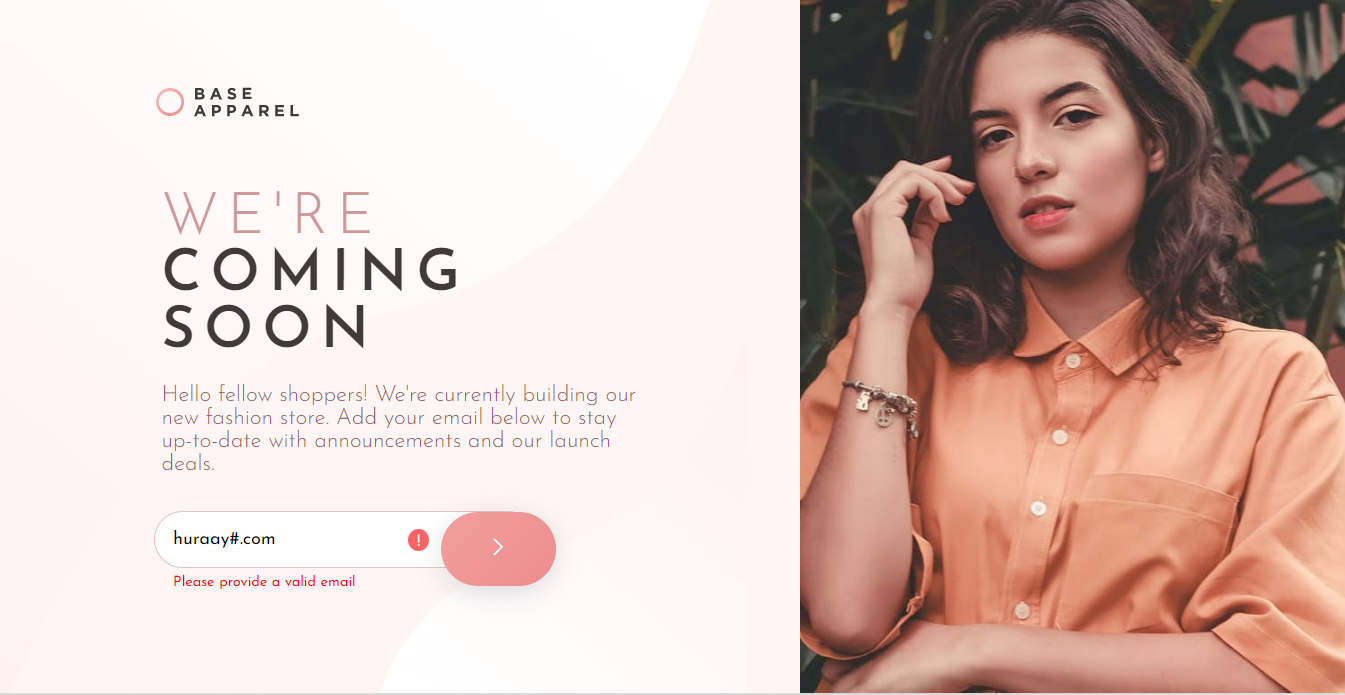 BASE
APPAREL
WE'RE
COMING
SOON
Hello fellow shoppers! We're currently building our
new fashion store. Add your email below to stay
up-to-date with announcements and our launch
deals.
huraay#.com
!
Please provide a valid email